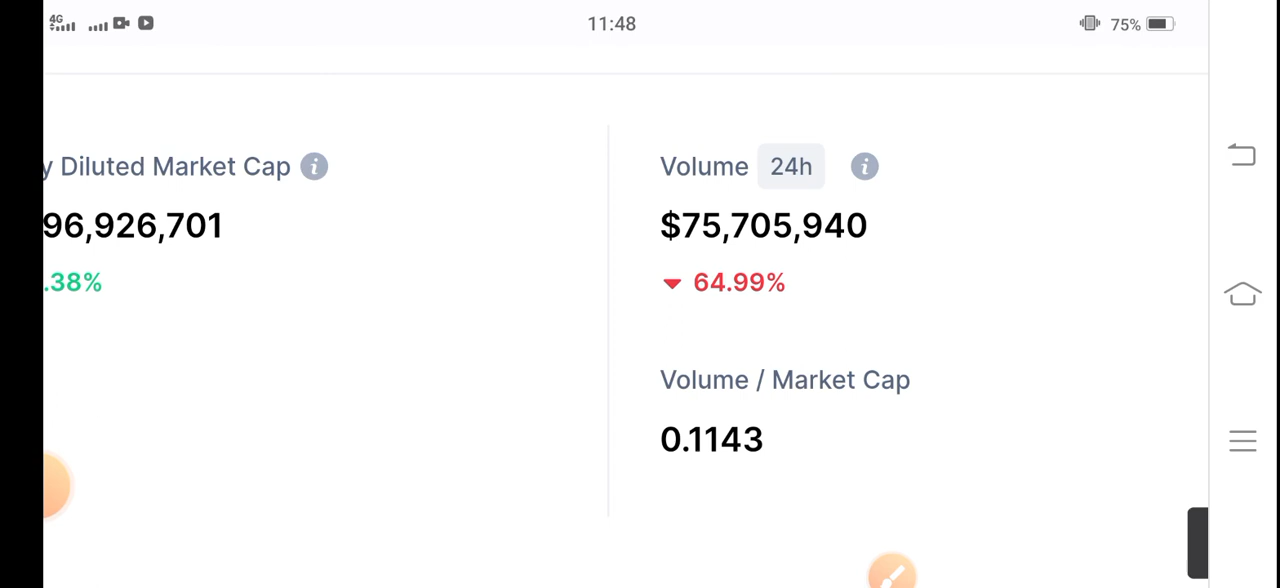 4G 11:48 75%
y Diluted Market Cap
96,926,701
.38%
Volume 24h
$75,705,940
64.99%
Volume / Market Cap
0.1143